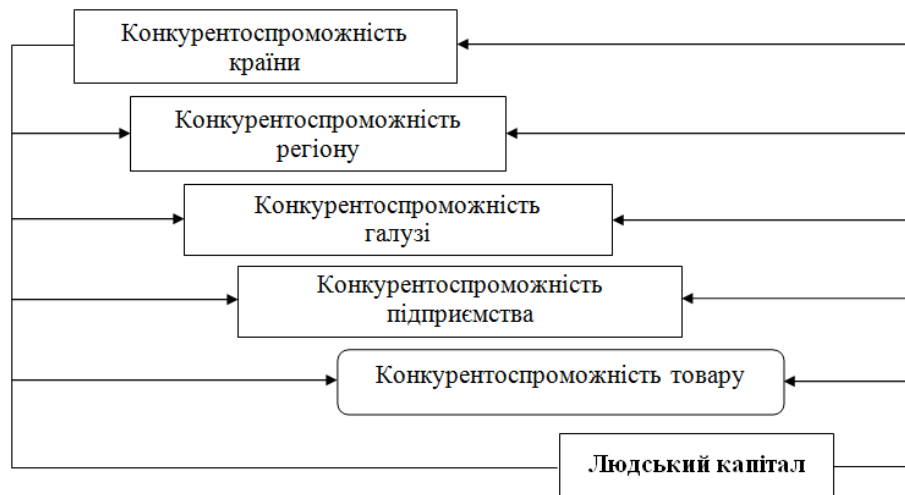 Конкурентоспроможність
країни
Конкурентоспроможність
регіону
Конкурентоспроможність
галузі
Конкурентоспроможність
підприємства
Конкурентоспроможність товару
Людський капітал